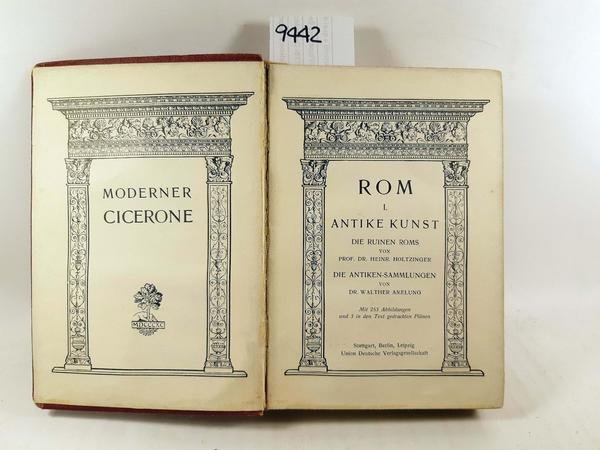 9442
MODERNER
CICERONE
MDCCCXC
ROM
I.
ANTIKE KUNST
DIE RUINEN ROMS
VON
PROF. DR. HEINR. HOLTZINGER
DIE ANTIKEN-SAMMLUNGEN
VON
DR. WALTHER AMELUNG
Mit 253 Abbildungen
und 3 in den Text gedruckten Plänen
Stuttgart, Berlin, Leipzig
Union Deutsche Verlagsgesellschaft